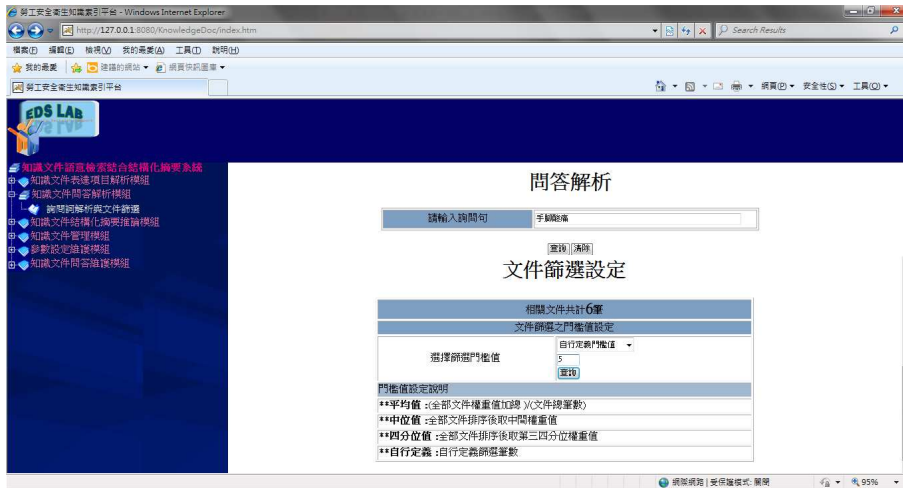 勞工安全衛生知識索引平台 - Windows Internet Explorer
http://127.0.0.1:8080/KnowledgeDoc/index.htm
Search Results
檔案(F) 編輯(E) 檢視(V) 我的最愛(A) 工具(T) 說明(H)
我的最愛 建議的網站 網頁快訊圖庫
勞工安全衛生知識索引平台
網頁(P) 安全性(S) 工具(O)
EDS LAB
知識文件語意檢索結合結構化摘要系統
知識文件表達項目解析模組
知識文件問答解析模組
詢問詞解析與文件篩選
知識文件結構化摘要推論模組
知識文件管理模組
參數設定維護模組
知識文件問答維護模組
問答解析
請輸入詢問句 手腳酸痛
查詢 清除
文件篩選設定
相關文件共計6筆
文件篩選之門檻值設定
選擇篩選門檻值
自行定義門檻值
5
查詢
門檻值設定說明
**平均值 :(全部文件權重值加總 )/(文件總筆數)
**中位值 :全部文件排序後取中間權重值
**四分位值 :全部文件排序後取第三四分位權重值
**自行定義 :自行定義篩選筆數
網際網路 | 受保護模式: 關閉
95%